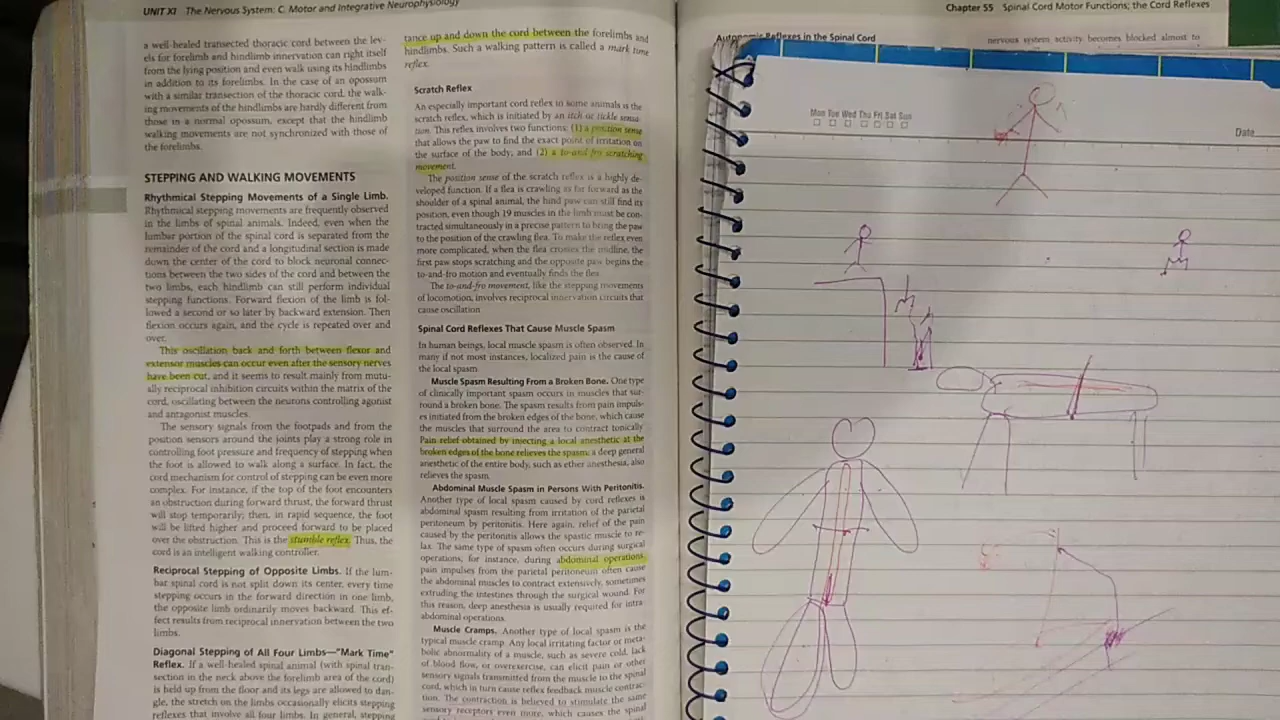 UNIT XI The Nervous System: C. Motor and Integrative Neurophysiology
a well-healed transected thoracic cord between the lev-
els for forelimb and hindlimb innervation can right itself
from the lying position and even walk using its hindlimbs
in addition to its forelimbs. In the case of an opossum
with a similar transection of the thoracic cord, the walk-
ing movements of the hindlimbs are hardly different from
those in a normal opossum, except that the hindlimb
walking movements are not synchronized with those of
the forelimbs.
STEPPING AND WALKING MOVEMENTS
Rhythmical Stepping Movements of a Single Limb.
Rhythmical stepping movements are frequently observed
in the limbs of spinal animals. Indeed, even when the
lumbar portion of the spinal cord is separated from the
remainder of the cord and a longitudinal section is made
down the center of the cord to block neuronal connec-
tions between the two sides of the cord and between the
two limbs, each hindlimb can still perform individual
stepping functions. Forward flexion of the limb is fol-
lowed a second or so later by backward extension. Then
flexion occurs again, and the cycle is repeated over and
over.
This oscillation back and forth between flexor and
extensor muscles can occur even after the sensory nerves
have been cut, and it seems to result mainly from mutu-
ally reciprocal inhibition circuits within the matrix of the
cord, oscillating between the neurons controlling agonist
and antagonist muscles.
The sensory signals from the footpads and from the
position sensors around the joints play a strong role in
controlling foot pressure and frequency of stepping when
the foot is allowed to walk along a surface. In fact, the
cord mechanism for control of stepping can be even more
complex. For instance, if the top of the foot encounters
an obstruction during forward thrust, the forward thrust
will stop temporarily; then, in rapid sequence, the foot
will be lifted higher and proceed forward to be placed
over the obstruction. This is the stumble reflex. Thus, the
cord is an intelligent walking controller.
Reciprocal Stepping of Opposite Limbs. If the lum-
bar spinal cord is not split down its center, every time
stepping occurs in the forward direction in one limb,
the opposite limb ordinarily moves backward. This ef-
fect results from reciprocal innervation between the two
limbs.
Diagonal Stepping of All Four Limbs—"Mark Time"
Reflex. If a well-healed spinal animal (with spinal tran-
section in the neck above the forelimb area of the cord)
is held up from the floor and its legs are allowed to dan-
gle, the stretch on the limbs occasionally elicits stepping
reflexes that involve all four limbs. In general, stepping
tance up and down the cord between the forelimbs and
hindlimbs. Such a walking pattern is called a mark time
reflex.
Scratch Reflex
An especially important cord reflex in some animals is the
scratch reflex, which is initiated by an itch or tickle sensa-
tion. This reflex involves two functions: (1) a position sense
that allows the paw to find the exact point of irritation on
the surface of the body, and (2) a to-and-fro scratching
movement.
The position sense of the scratch reflex is a highly de-
veloped function. If a flea is crawling as far forward as the
shoulder of a spinal animal, the hind paw can still find its
position, even though 19 muscles in the limb must be con-
tracted simultaneously in a precise pattern to bring the paw
to the position of the crawling flea. To make the reflex even
more complicated, when the flea crosses the midline, the
first paw stops scratching and the opposite paw begins the
to-and-fro motion and eventually finds the flea.
The to-and-fro movement, like the stepping movements
of locomotion, involves reciprocal innervation circuits that
cause oscillation
Spinal Cord Reflexes That Cause Muscle Spasm
In human beings, local muscle spasm is often observed. In
many if not most instances, localized pain is the cause of
the local spasm.
Muscle Spasm Resulting From a Broken Bone. One type
of clinically important spasm occurs in muscles that sur-
round a broken bone. The spasm results from pain impuls-
es initiated from the broken edges of the bone, which cause
the muscles that surround the area to contract tonically.
Pain relief obtained by injecting a local anesthetic at the
broken edges of the bone relieves the spasm; a deep general
anesthetic of the entire body, such as ether anesthesia, also
relieves the spasm.
Abdominal Muscle Spasm in Persons With Peritonitis.
Another type of local spasm caused by cord reflexes is
abdominal spasm resulting from irritation of the parietal
peritoneum by peritonitis. Here again, relief of the pain
caused by the peritonitis allows the spastic muscle to re-
lax. The same type of spasm often occurs during surgical
operations; for instance, during abdominal operations,
pain impulses from the parietal peritoneum often cause
the abdominal muscles to contract extensively, sometimes
extruding the intestines through the surgical wound. For
this reason, deep anesthesia is usually required for intra-
abdominal operations.
Muscle Cramps. Another type of local spasm is the
typical muscle cramp. Any local irritating factor or meta-
bolic abnormality of a muscle, such as severe cold, lack
of blood flow, or overexercise, can elicit pain or other
sensory signals transmitted from the muscle to the spinal
cord, which in turn cause reflex feedback muscle contrac-
tion. The contraction is believed to stimulate the same
sensory receptors even more, which causes the spinal
Chapter 55 Spinal Cord Motor Functions; the Cord Reflexes
Autonomic Reflexes in the Spinal Cord
nervous system activity becomes blocked almost to
Mon Tue Wed Thu Fri Sat Sun
Date